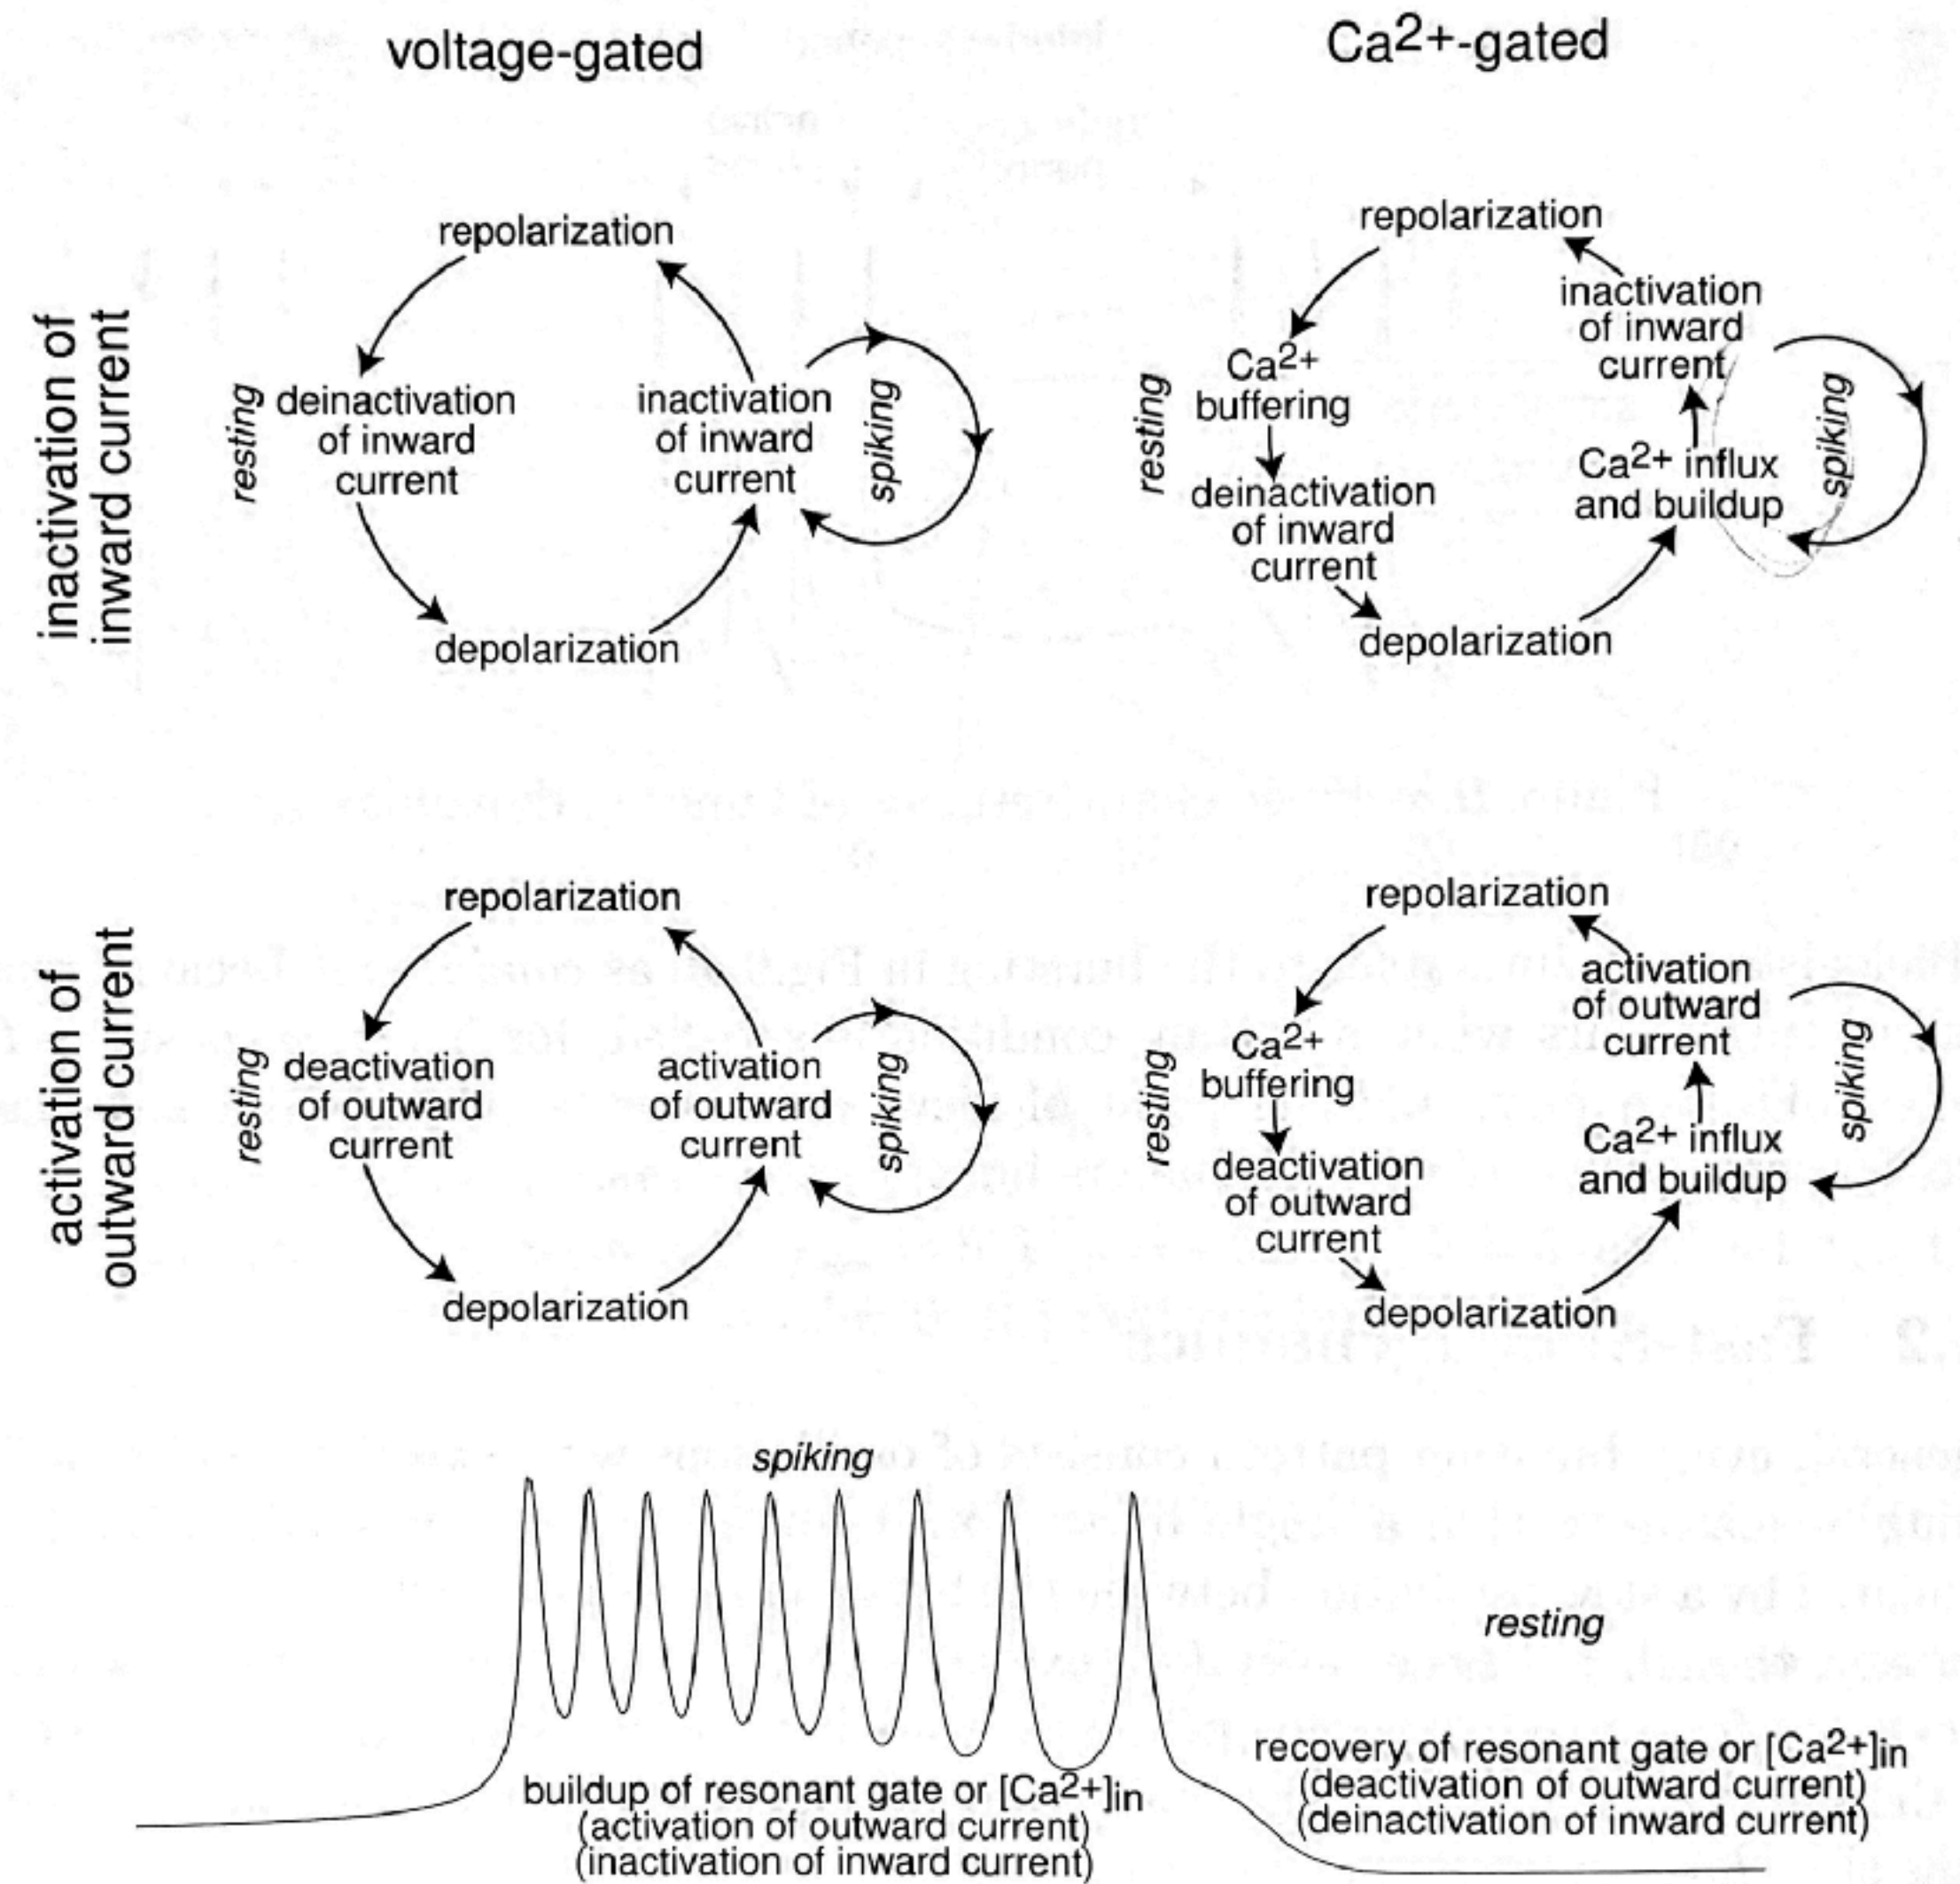 voltage-gated
Ca2+-gated
inactivation of
inward current
repolarization
resting
deinactivation
of inward
current
inactivation
of inward
current
spiking
depolarization
repolarization
inactivation
of inward
current
resting
Ca2+
buffering
deinactivation
of inward
current
Ca2+ influx
and buildup
spiking
depolarization
activation of
outward current
repolarization
resting
deactivation
of outward
current
activation
of outward
current
spiking
depolarization
repolarization
activation
of outward
current
resting
Ca2+
buffering
deactivation
of outward
current
Ca2+ influx
and buildup
spiking
depolarization
spiking
buildup of resonant gate or [Ca2+]in
(activation of outward current)
(inactivation of inward current)
resting
recovery of resonant gate or [Ca2+]in
(deactivation of outward current)
(deinactivation of inward current)